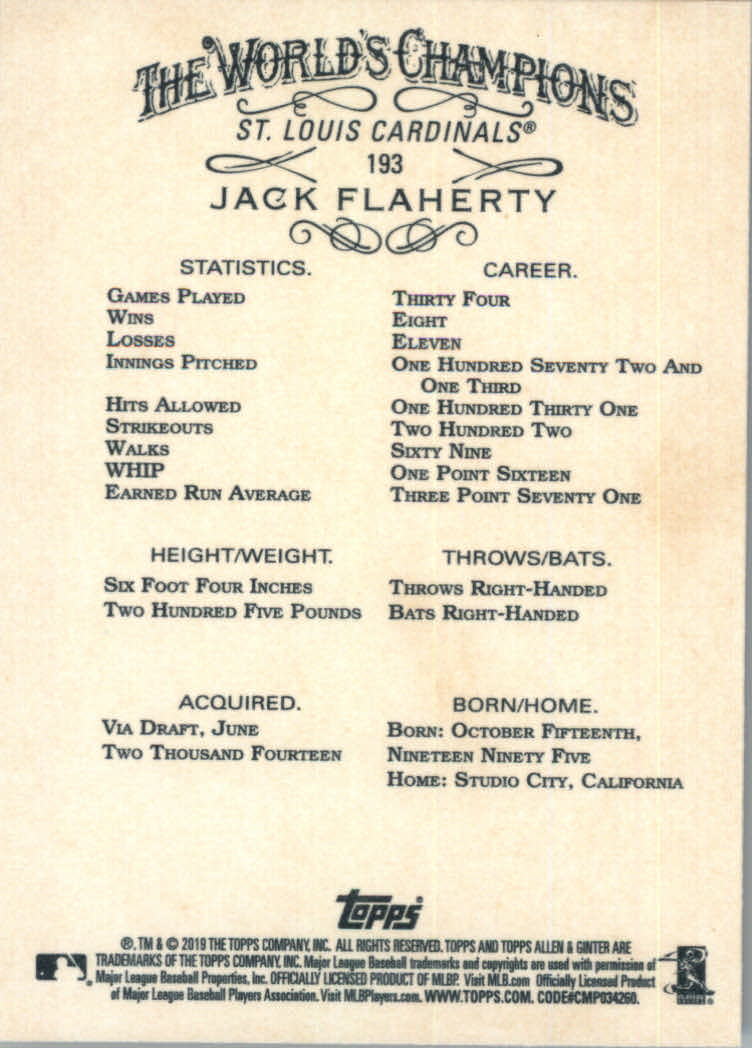 THE WORLD'S CHAMPIONS
ST. LOUIS CARDINALS®
193
JACK FLAHERTY
STATISTICS. CAREER.
GAMES PLAYED THIRTY FOUR
WINS EIGHT
LOSSES ELEVEN
INNINGS PITCHED ONE HUNDRED SEVENTY TWO AND
ONE THIRD
HITS ALLOWED ONE HUNDRED THIRTY ONE
STRIKEOUTS TWO HUNDRED TWO
WALKS SIXTY NINE
WHIP ONE POINT SIXTEEN
EARNED RUN AVERAGE THREE POINT SEVENTY ONE
HEIGHT/WEIGHT. THROWS/BATS.
SIX FOOT FOUR INCHES THROWS RIGHT-HANDED
TWO HUNDRED FIVE POUNDS BATS RIGHT-HANDED
ACQUIRED. BORN/HOME.
VIA DRAFT, JUNE BORN: OCTOBER FIFTEENTH,
TWO THOUSAND FOURTEEN NINETEEN NINETY FIVE
HOME: STUDIO CITY, CALIFORNIA
topps®
®, TM & © 2019 THE TOPPS COMPANY, INC. ALL RIGHTS RESERVED. TOPPS AND TOPPS ALLEN & GINTER ARE
TRADEMARKS OF THE TOPPS COMPANY, INC. Major League Baseball trademarks and copyrights are used with permission of
Major League Baseball Properties, Inc. OFFICIALLY LICENSED PRODUCT OF MLBP. Visit MLB.com Officially Licensed Product
of Major League Baseball Players Association. Visit MLBPlayers.com. WWW.TOPPS.COM. CODE#CMP034260.